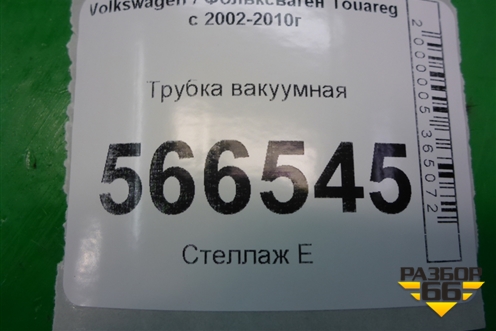 Volkswagen / Фольксваген Touareg
с 2002-2010г
Трубка вакуумная
566545
Стеллаж Е
2000005365072
РАЗБОР
66